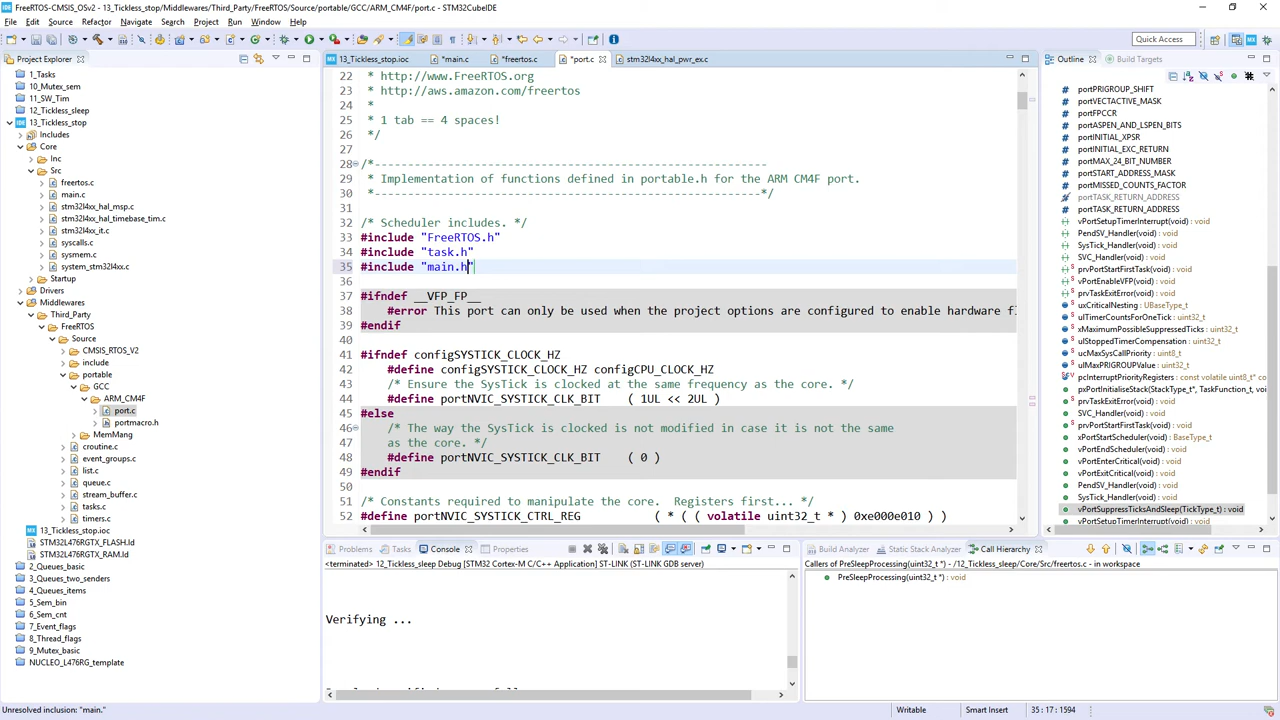 FreeRTOS-CMSIS_OSv2 - 13_Tickless_stop/Middlewares/Third_Party/FreeRTOS/Source/portable/GCC/ARM_CM4F/port.c - STM32CubeIDE
File Edit Source Refactor Navigate Search Project Run Window Help
Quick Access
Project Explorer
1_Tasks
10_Mutex_sem
11_SW_Tim
12_Tickless_sleep
13_Tickless_stop
Includes
Core
Inc
Src
freertos.c
main.c
stm32l4xx_hal_msp.c
stm32l4xx_hal_timebase_tim.c
stm32l4xx_it.c
syscalls.c
sysmem.c
system_stm32l4xx.c
Startup
Drivers
Middlewares
Third_Party
FreeRTOS
Source
CMSIS_RTOS_V2
include
portable
GCC
ARM_CM4F
port.c
portmacro.h
MemMang
croutine.c
event_groups.c
list.c
queue.c
stream_buffer.c
tasks.c
timers.c
13_Tickless_stop.ioc
STM32L476RGTX_FLASH.ld
STM32L476RGTX_RAM.ld
2_Queues_basic
3_Queues_two_senders
4_Queues_items
5_Sem_bin
6_Sem_cnt
7_Event_flags
8_Thread_flags
9_Mutex_basic
NUCLEO_L476RG_template
13_Tickless_stop.ioc *main.c *freertos.c *port.c stm32l4xx_hal_pwr_ex.c
22 * http://www.FreeRTOS.org
23 * http://aws.amazon.com/freertos
24 *
25 * 1 tab == 4 spaces!
26 */
27
28 /*-----------------------------------------------------------
29 * Implementation of functions defined in portable.h for the ARM CM4F port.
30 *----------------------------------------------------------*/
31
32 /* Scheduler includes. */
33 #include "FreeRTOS.h"
34 #include "task.h"
35 #include "main.h"
36
37 #ifndef __VFP_FP__
38 #error This port can only be used when the project options are configured to enable hardware fl
39 #endif
40
41 #ifndef configSYSTICK_CLOCK_HZ
42 #define configSYSTICK_CLOCK_HZ configCPU_CLOCK_HZ
43 /* Ensure the SysTick is clocked at the same frequency as the core. */
44 #define portNVIC_SYSTICK_CLK_BIT ( 1UL << 2UL )
45 #else
46 /* The way the SysTick is clocked is not modified in case it is not the same
47 as the core. */
48 #define portNVIC_SYSTICK_CLK_BIT ( 0 )
49 #endif
50
51 /* Constants required to manipulate the core. Registers first... */
52 #define portNVIC_SYSTICK_CTRL_REG ( * ( ( volatile uint32_t * ) 0xe000e010 ) )
Outline Build Targets
portPRIGROUP_SHIFT
portVECTACTIVE_MASK
portFPCCR
portASPEN_AND_LSPEN_BITS
portINITIAL_XPSR
portINITIAL_EXC_RETURN
portMAX_24_BIT_NUMBER
portSTART_ADDRESS_MASK
portMISSED_COUNTS_FACTOR
portTASK_RETURN_ADDRESS
portTASK_RETURN_ADDRESS
vPortSetupTimerInterrupt(void) : void
PendSV_Handler(void) : void
SysTick_Handler(void) : void
SVC_Handler(void) : void
prvPortStartFirstTask(void) : void
vPortEnableVFP(void) : void
prvTaskExitError(void) : void
uxCriticalNesting : UBaseType_t
ulTimerCountsForOneTick : uint32_t
xMaximumPossibleSuppressedTicks : uint32_t
ulStoppedTimerCompensation : uint32_t
ucMaxSysCallPriority : uint8_t
ulMaxPRIGROUPValue : uint32_t
pcInterruptPriorityRegisters : const volatile uint8_t* c
pxPortInitialiseStack(StackType_t*, TaskFunction_t,
prvTaskExitError(void) : void
SVC_Handler(void) : void
prvPortStartFirstTask(void) : void
xPortStartScheduler(void) : BaseType_t
vPortEndScheduler(void) : void
vPortEnterCritical(void) : void
vPortExitCritical(void) : void
PendSV_Handler(void) : void
SysTick_Handler(void) : void
vPortSuppressTicksAndSleep(TickType_t) : void
vPortSetupTimerInterrupt(void) : void
Problems Tasks Console Properties
<terminated> 12_Tickless_sleep Debug [STM32 Cortex-M C/C++ Application] ST-LINK (ST-LINK GDB server)
Verifying ...
Build Analyzer Static Stack Analyzer Call Hierarchy
Callers of PreSleepProcessing(uint32_t *) - /12_Tickless_sleep/Core/Src/freertos.c - in workspace
PreSleepProcessing(uint32_t *) : void
Unresolved inclusion: "main."
Writable Smart Insert 35 : 17 : 1594